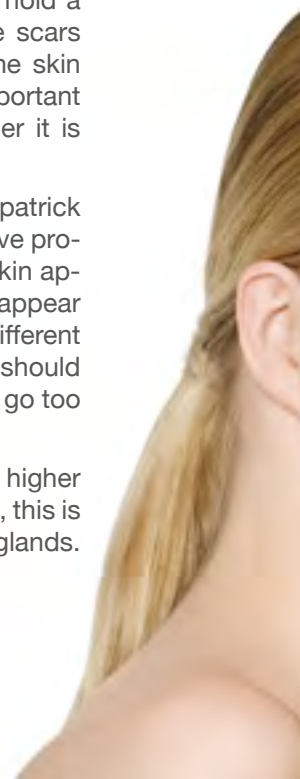 hold a
e scars
ne skin
portant
er it is
patrick
ve pro-
kin ap-
appear
ifferent
should
go too
higher
, this is
glands.